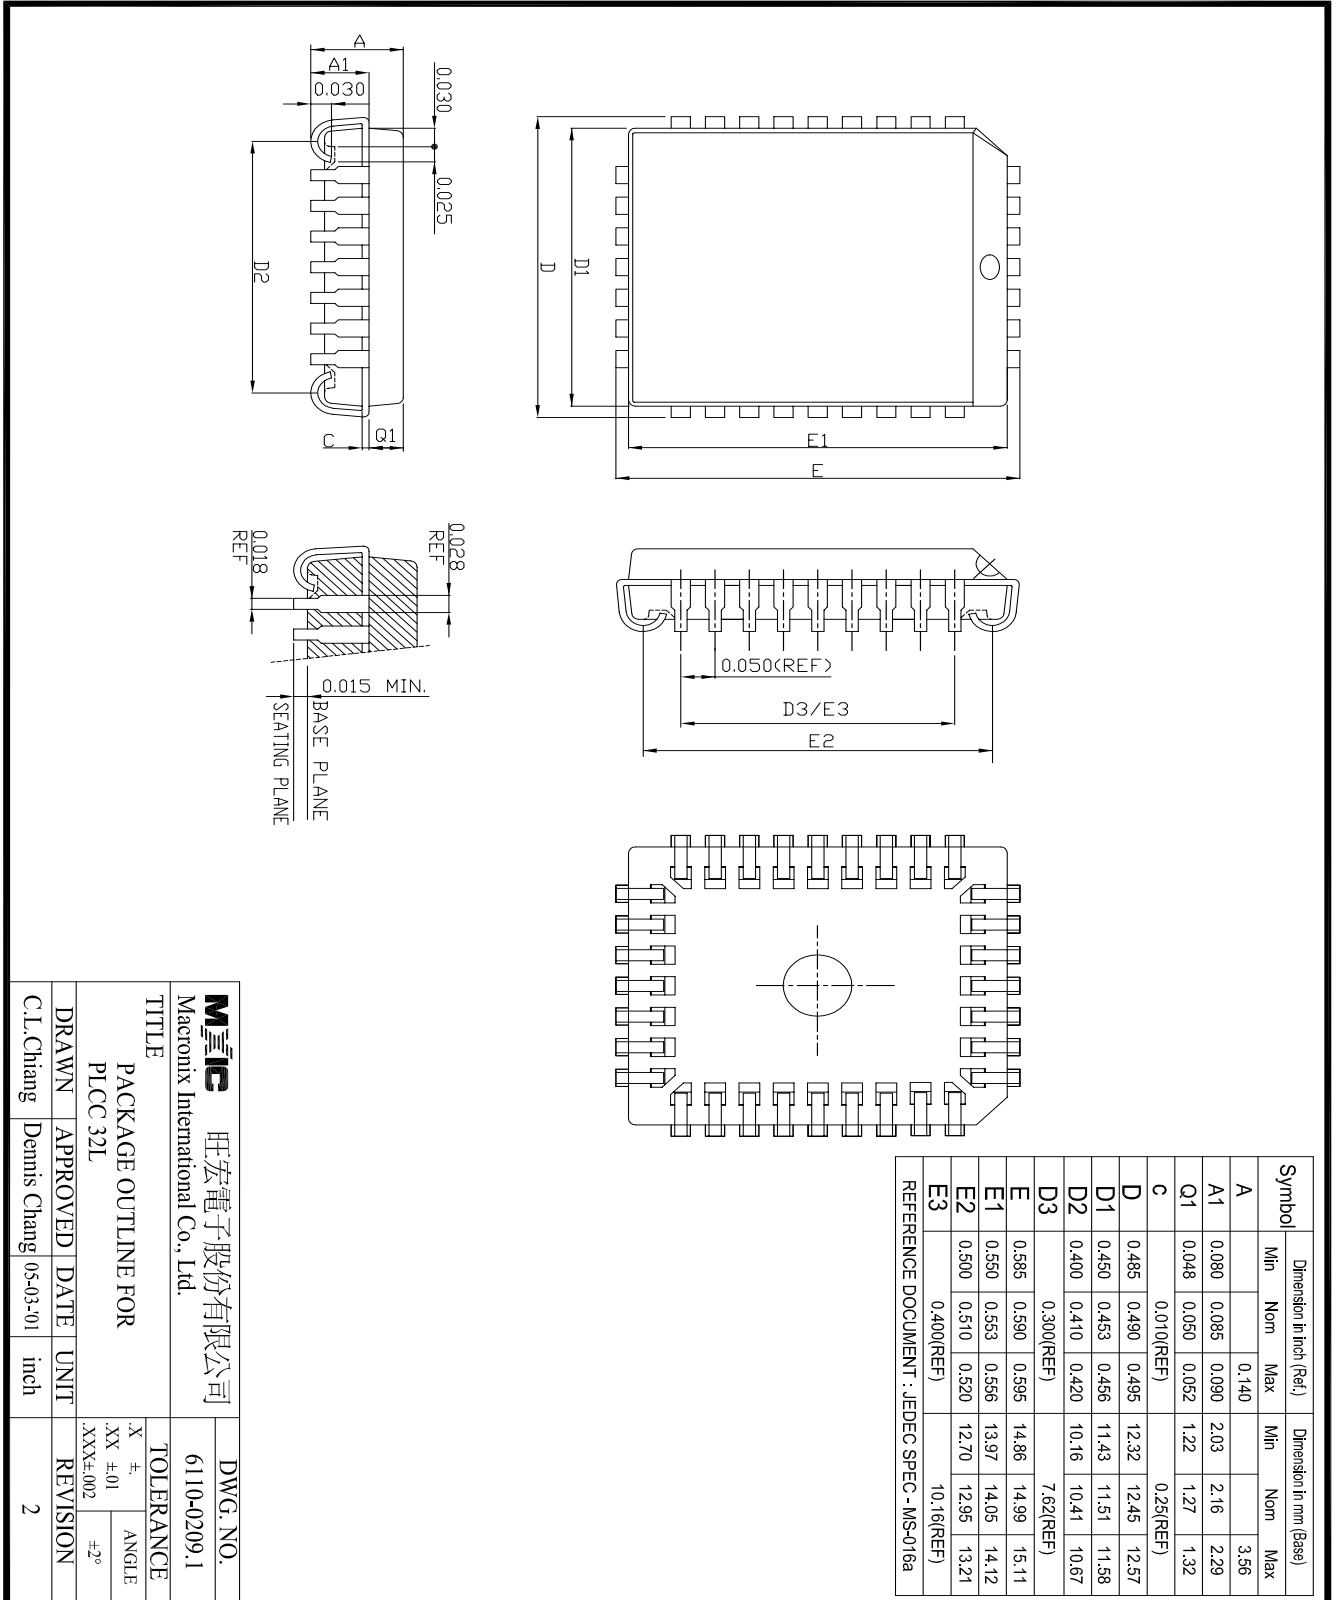 A
A1
0.030
0.030
0.025
D2
C
Q1
D
D1
E1
E
0.018
REF
0.028
REF
0.015 MIN.
BASE PLANE
SEATING PLANE
0.050(REF)
D3/E3
E2
Symbol Dimension in inch (Ref.) Dimension in mm (Base)
Min Nom Max Min Nom Max
A 0.140 3.56
A1 0.080 0.085 0.090 2.03 2.16 2.29
Q1 0.048 0.050 0.052 1.22 1.27 1.32
C 0.010(REF) 0.25(REF)
D 0.485 0.490 0.495 12.32 12.45 12.57
D1 0.450 0.453 0.456 11.43 11.51 11.58
D2 0.400 0.410 0.420 10.16 10.41 10.67
D3 0.300(REF) 7.62(REF)
E 0.585 0.590 0.595 14.86 14.99 15.11
E1 0.550 0.553 0.556 13.97 14.05 14.12
E2 0.500 0.510 0.520 12.70 12.95 13.21
E3 0.400(REF) 10.16(REF)
REFERENCE DOCUMENT : JEDEC SPEC - MS-016a
MXIC 旺宏電子股份有限公司
Macronix International Co., Ltd.
DWG. NO.
6110-0209.1
TITLE
PACKAGE OUTLINE FOR
PLCC 32L
TOLERANCE
.X ±.
.XX ±.01
.XXX±.002
ANGLE
±2°
DRAWN APPROVED DATE UNIT REVISION
C.L.Chiang Dennis Chang 05-03-'01 inch 2